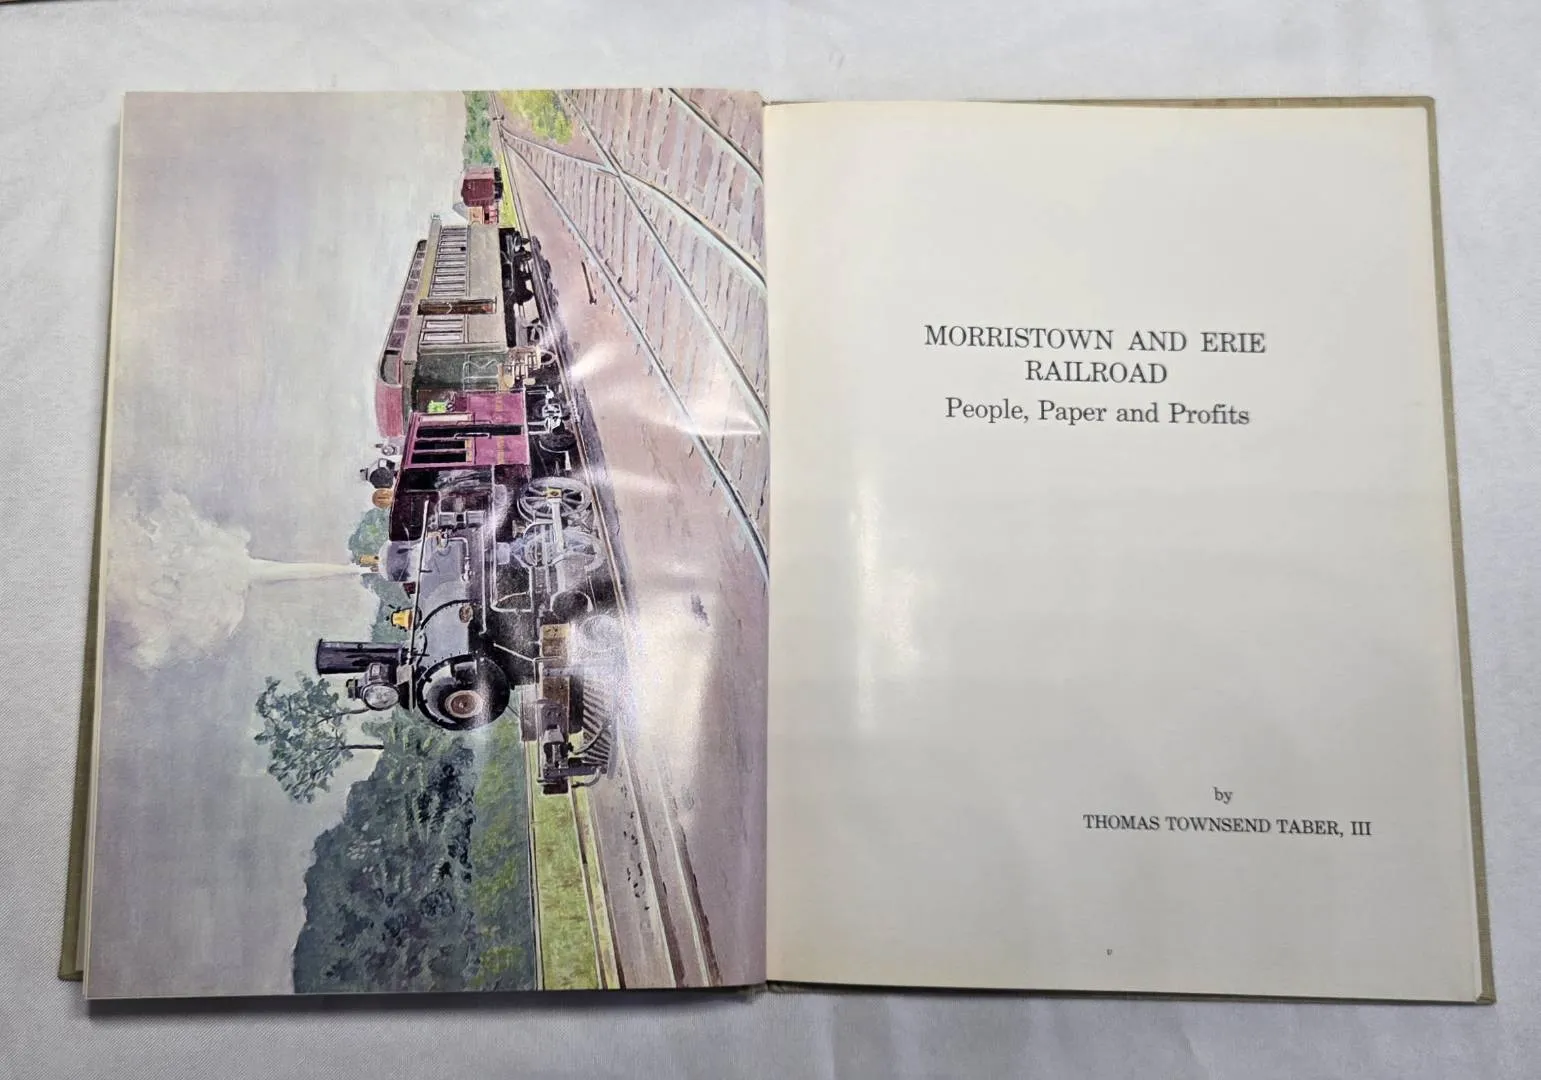 MORRISTOWN AND ERIE
RAILROAD
People, Paper and Profits
by
THOMAS TOWNSEND TABER, III
v